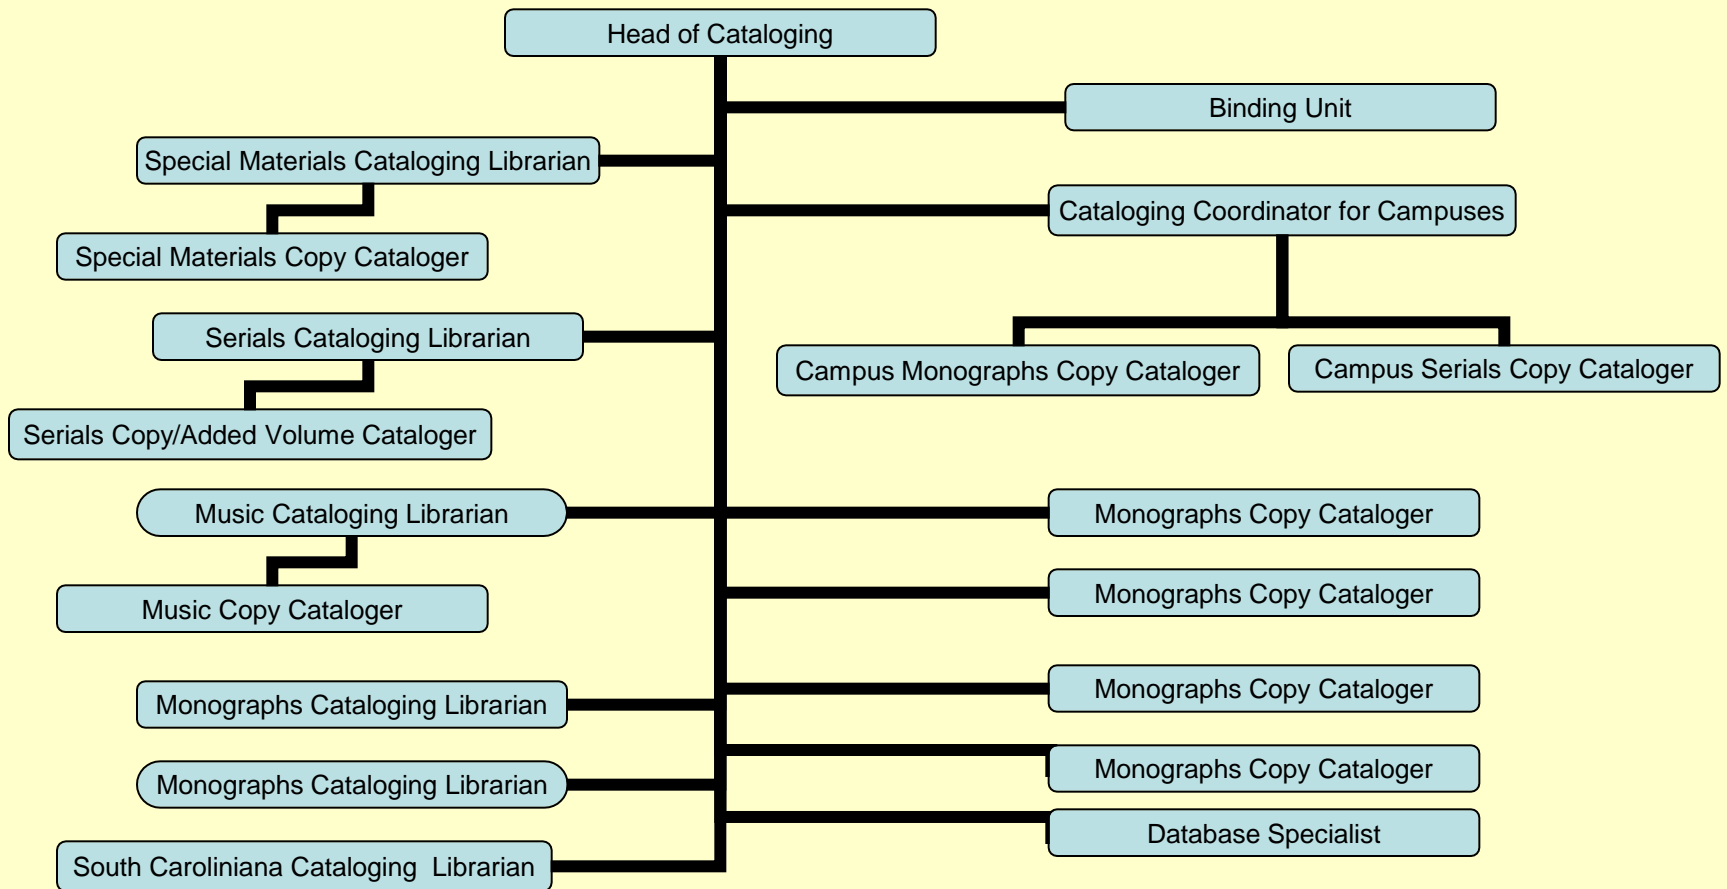 Head of Cataloging
Binding Unit
Special Materials Cataloging Librarian
Cataloging Coordinator for Campuses
Special Materials Copy Cataloger
Serials Cataloging Librarian
Campus Monographs Copy Cataloger
Campus Serials Copy Cataloger
Serials Copy/Added Volume Cataloger
Music Cataloging Librarian
Monographs Copy Cataloger
Monographs Copy Cataloger
Music Copy Cataloger
Monographs Copy Cataloger
Monographs Cataloging Librarian
Monographs Copy Cataloger
Monographs Cataloging Librarian
Database Specialist
South Caroliniana Cataloging  Librarian